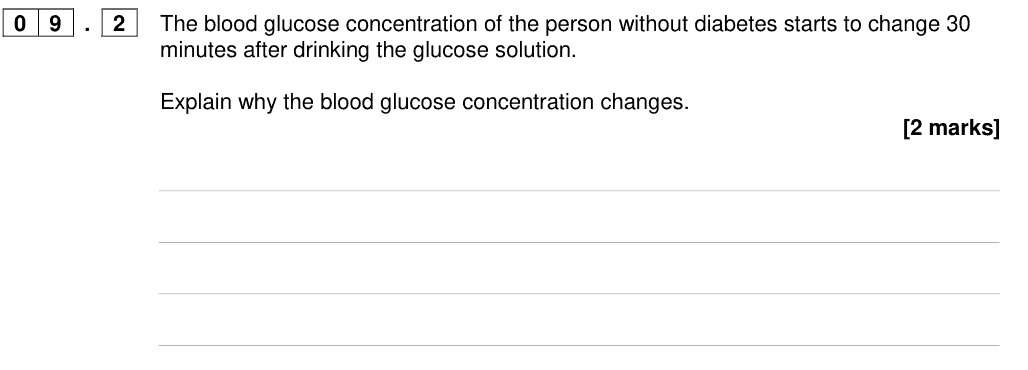 0 9 . 2 The blood glucose concentration of the person without diabetes starts to change 30
minutes after drinking the glucose solution.
Explain why the blood glucose concentration changes.
[2 marks]